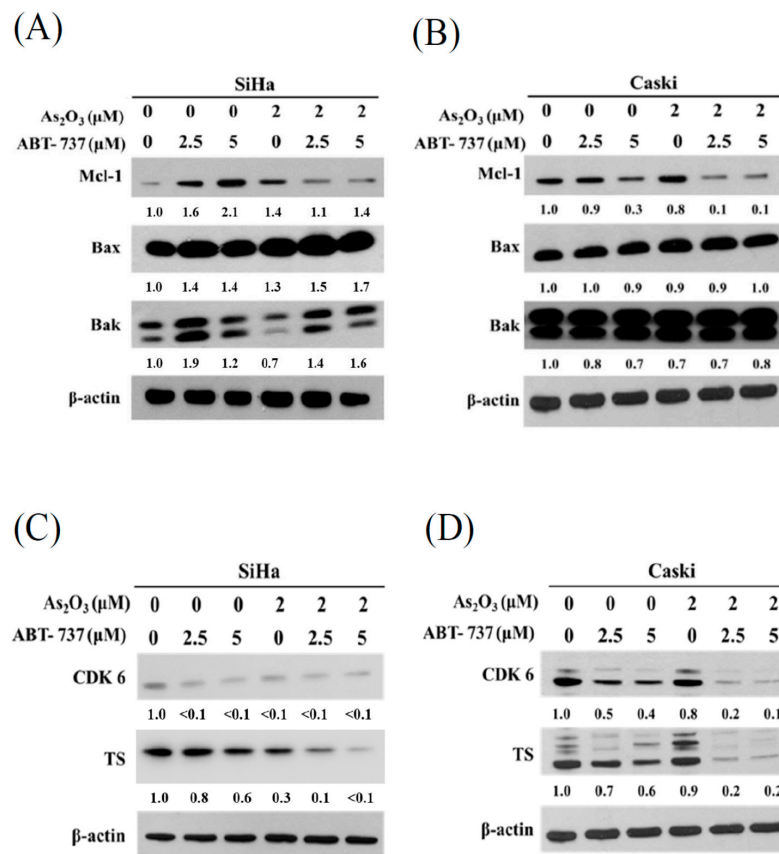 (A)
SiHa
As₂O₃ (μM) 0 0 0 2 2 2
ABT- 737(μM) 0 2.5 5 0 2.5 5
Mcl-1
1.0 1.6 2.1 1.4 1.1 1.4
Bax
1.0 1.4 1.4 1.3 1.5 1.7
Bak
1.0 1.9 1.2 0.7 1.4 1.6
β-actin
(B)
Caski
As₂O₃ (μM) 0 0 0 2 2 2
ABT- 737(μM) 0 2.5 5 0 2.5 5
Mcl-1
1.0 0.9 0.3 0.8 0.1 0.1
Bax
1.0 1.0 0.9 0.9 0.9 1.0
Bak
1.0 0.8 0.7 0.7 0.7 0.8
β-actin
(C)
SiHa
As₂O₃ (μM) 0 0 0 2 2 2
ABT- 737(μM) 0 2.5 5 0 2.5 5
CDK 6
1.0 <0.1 <0.1 <0.1 <0.1 <0.1
TS
1.0 0.8 0.6 0.3 0.1 <0.1
β-actin
(D)
Caski
As₂O₃ (μM) 0 0 0 2 2 2
ABT- 737(μM) 0 2.5 5 0 2.5 5
CDK 6
1.0 0.5 0.4 0.8 0.2 0.1
TS
1.0 0.7 0.6 0.9 0.2 0.2
β-actin